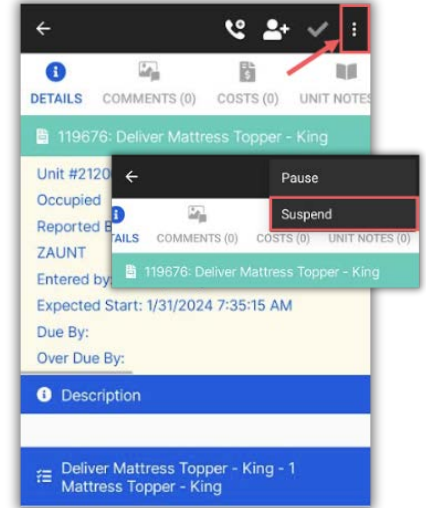 DETAILS COMMENTS (0) COSTS (0) UNIT NOTES
119676: Deliver Mattress Topper - King
Unit #2120
Occupied
Reported B
ZAUNT
Entered by:
Expected Start: 1/31/2024 7:35:15 AM
Due By:
Over Due By:
Description
Deliver Mattress Topper - King - 1
Mattress Topper - King
Pause
Suspend
TAILS COMMENTS (0) COSTS (0) UNIT NOTES (0)
119676: Deliver Mattress Topper - King